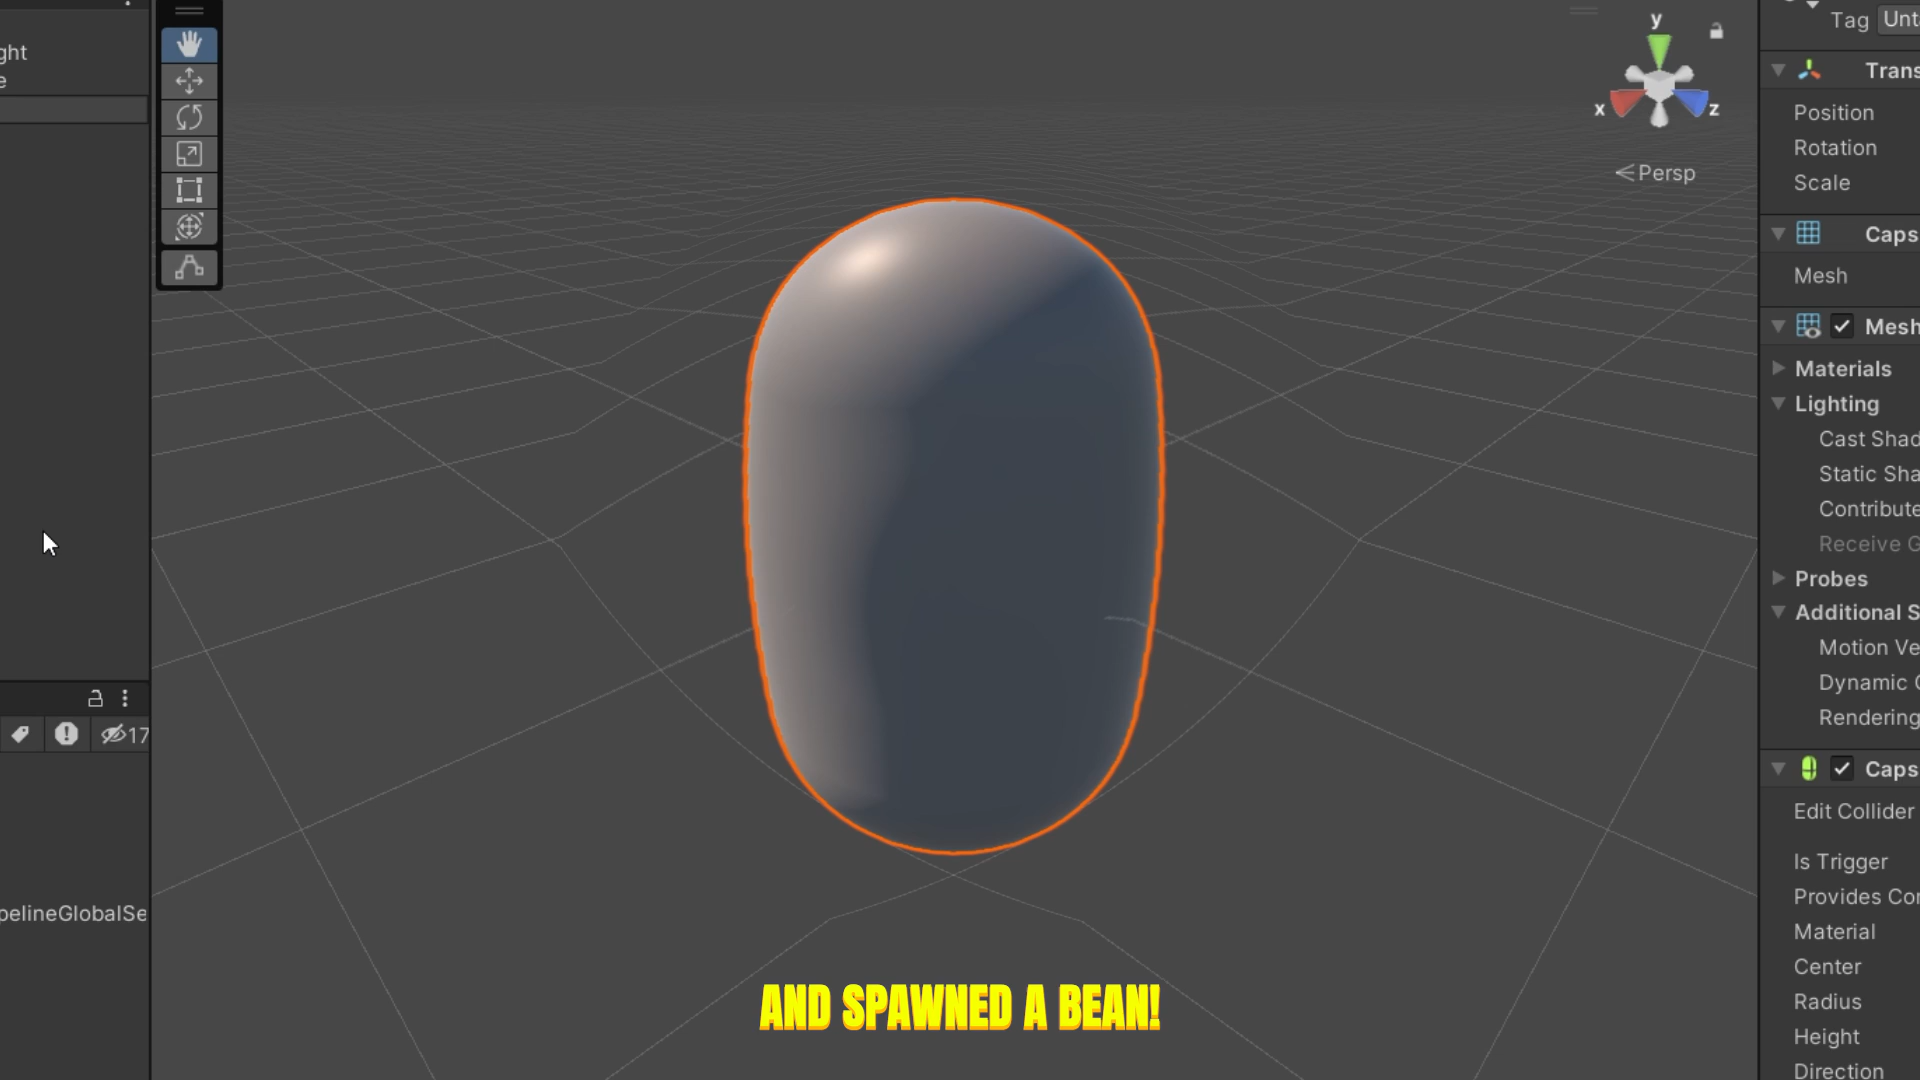 ght
e
17
pelineGlobalSe
y
x
z
Persp
AND SPAWNED A BEAN!
Tag Unt
Trans
Position
Rotation
Scale
Caps
Mesh
Mesh
Materials
Lighting
Cast Shad
Static Sha
Contribute
Receive G
Probes
Additional S
Motion Ve
Dynamic
Rendering
Caps
Edit Collider
Is Trigger
Provides Con
Material
Center
Radius
Height
Direction